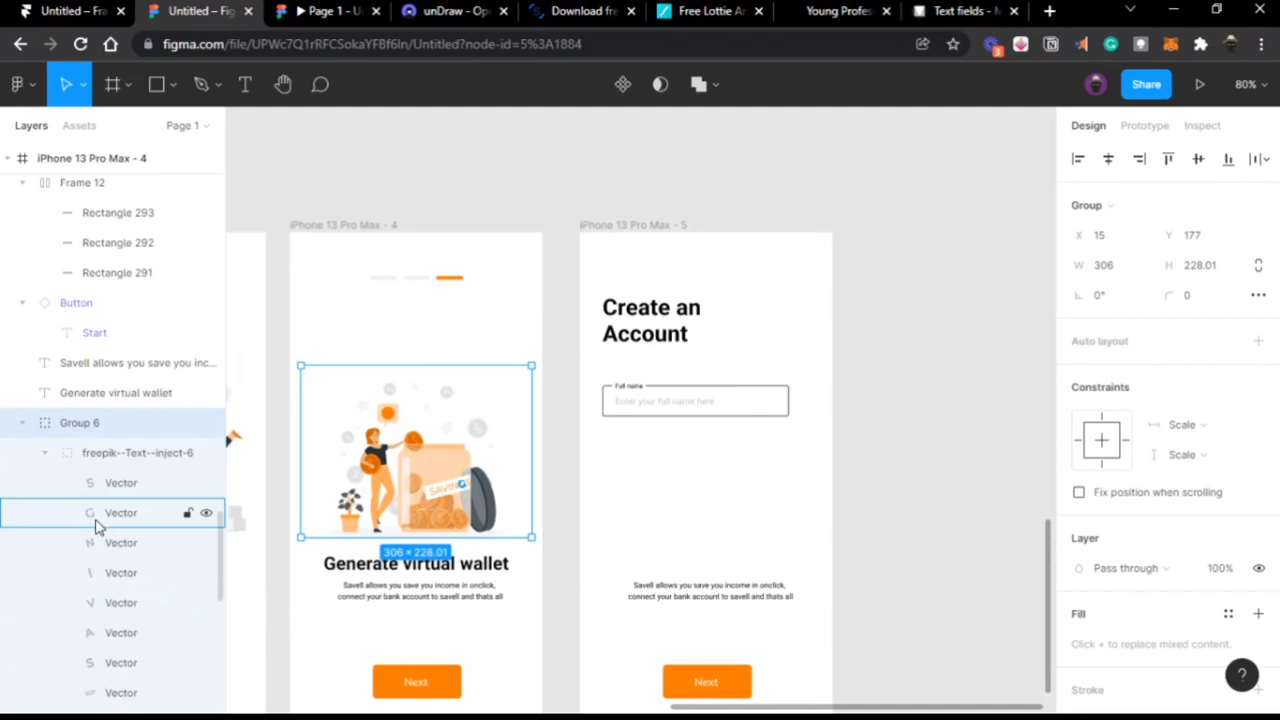 Untitled – Fra
Untitled – Fig
Page 1 – U
unDraw - Ope
Download fre
Free Lottie Ar
Young Profes
Text fields - M
figma.com/file/UPWc7Q1rRFCSokaYFBf6ln/Untitled?node-id=5%3A1884
3
Share
80%
Layers
Assets
Page 1
Design
Prototype
Inspect
iPhone 13 Pro Max - 4
Frame 12
Rectangle 293
Rectangle 292
Rectangle 291
Button
Start
Savell allows you save you inc...
Generate virtual wallet
Group 6
freepik--Text--inject-6
Vector
Vector
Vector
Vector
Vector
Vector
Vector
Vector
iPhone 13 Pro Max - 4
SAVINGS
306 × 228.01
Generate virtual wallet
Savell allows you save you income in onclick,
connect your bank account to savell and thats all
Next
iPhone 13 Pro Max - 5
Create an
Account
Full name
Enter your full name here
Savell allows you save you income in onclick,
connect your bank account to savell and thats all
Next
Group
X 15
Y 177
W 306
H 228.01
0°
0
Auto layout
Constraints
Scale
Scale
Fix position when scrolling
Layer
Pass through
100%
Fill
Click + to replace mixed content.
Stroke
?